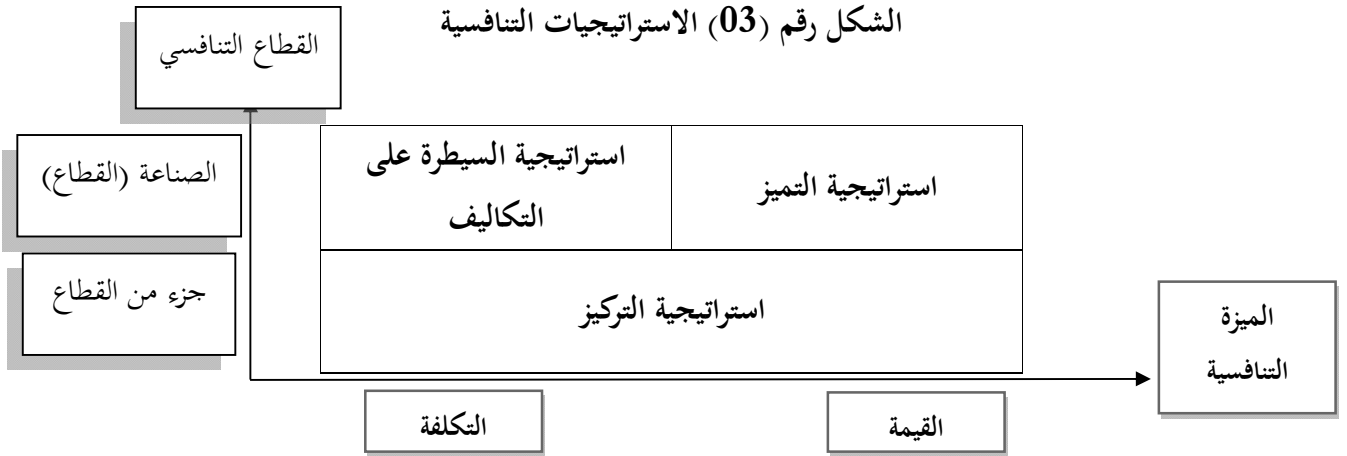 الشكل رقم (03) الاستراتيجيات التنافسية
القطاع التنافسي
الصناعة (القطاع)
جزء من القطاع
استراتيجية التميز
استراتيجية السيطرة على
التكاليف
استراتيجية التركيز
الميزة
التنافسية
القيمة
التكلفة